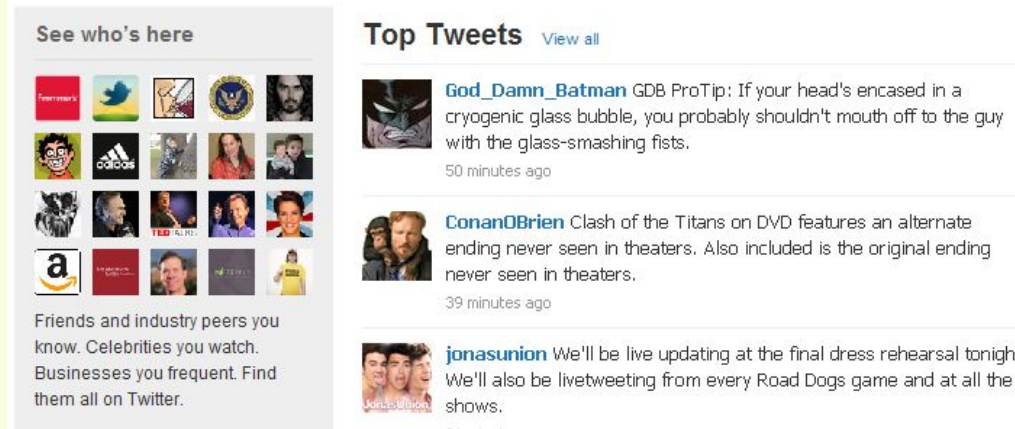 See who's here
Friends and industry peers you
know. Celebrities you watch.
Businesses you frequent. Find
them all on Twitter.
Top Tweets View all
God_Damn_Batman GDB ProTip: If your head's encased in a
cryogenic glass bubble, you probably shouldn't mouth off to the guy
with the glass-smashing fists.
50 minutes ago
ConanOBrien Clash of the Titans on DVD features an alternate
ending never seen in theaters. Also included is the original ending
never seen in theaters.
39 minutes ago
jonasunion We'll be live updating at the final dress rehearsal tonigh
We'll also be livetweeting from every Road Dogs game and at all the
shows.
adidas
TED
a
JonasUnion